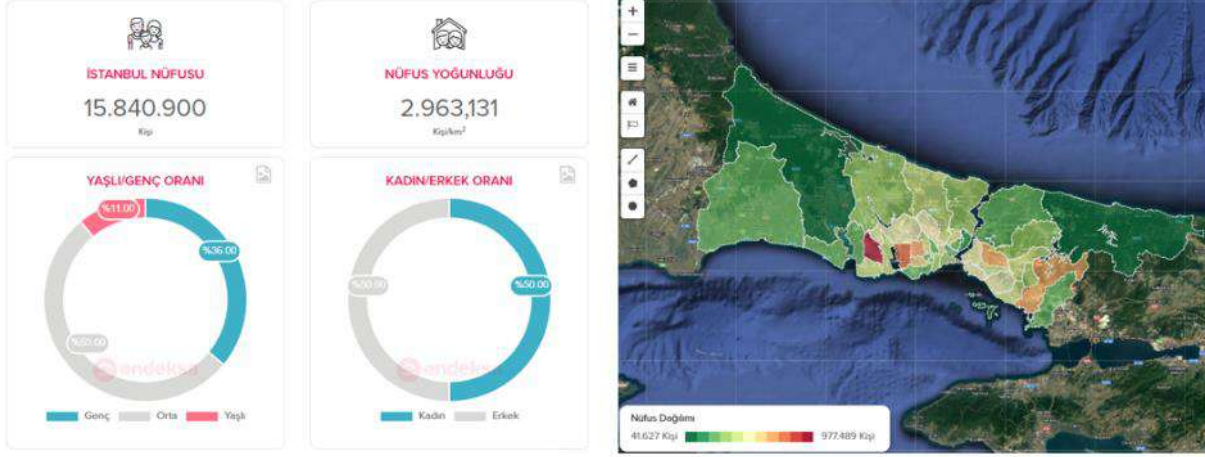 İSTANBUL NÜFUSU
15.840.900
Kişi
NÜFUS YOĞUNLUĞU
2.963,131
Kişi/km²
YAŞLI/GENÇ ORANI
%11.00
%36.00
endeksa
Genç Orta Yaşlı
KADIN/ERKEK ORANI
%50.00
%50.00
endeksa
Kadın Erkek
Nüfus Dağılımı
41.627 Kişi 977.489 Kişi